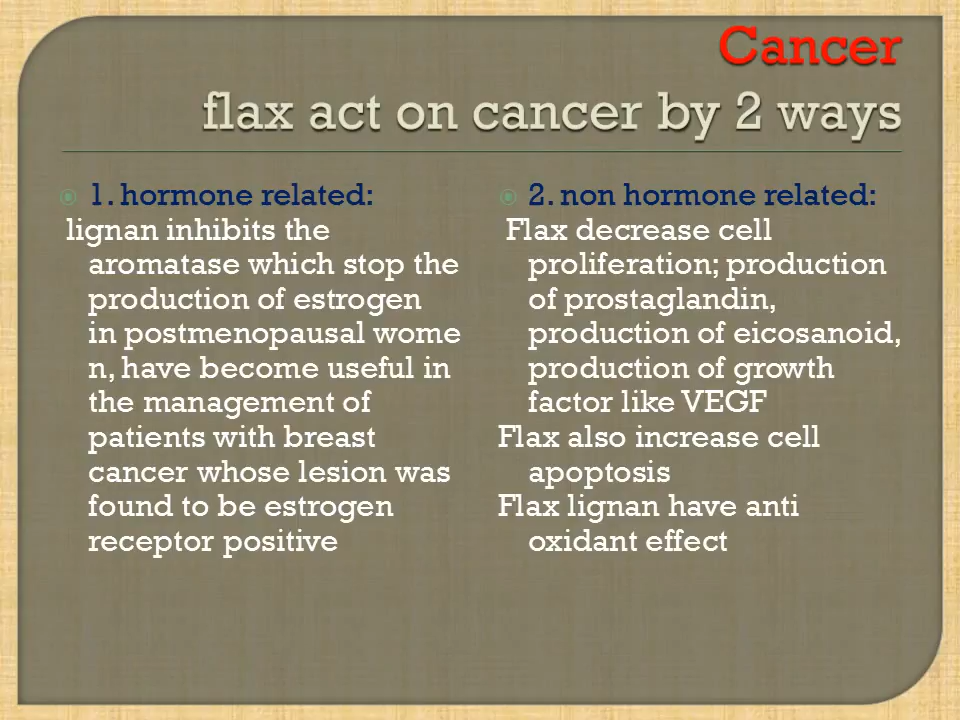 Cancer
flax act on cancer by 2 ways
1. hormone related:
lignan inhibits the
aromatase which stop the
production of estrogen
in postmenopausal wome
n, have become useful in
the management of
patients with breast
cancer whose lesion was
found to be estrogen
receptor positive
2. non hormone related:
Flax decrease cell
proliferation; production
of prostaglandin,
production of eicosanoid,
production of growth
factor like VEGF
Flax also increase cell
apoptosis
Flax lignan have anti
oxidant effect